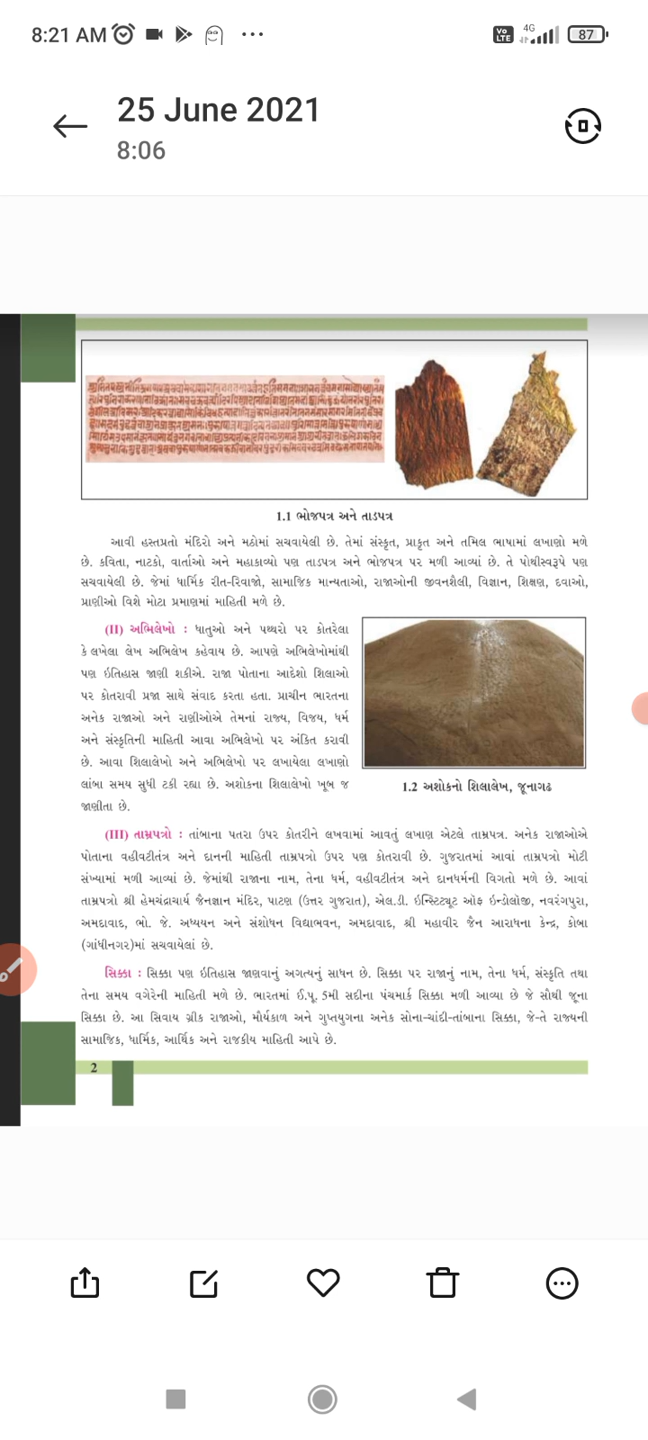 8:21 AM
Vo LTE
4G
87
25 June 2021
8:06
1.1 ભોજપત્ર અને તાડપત્ર
આવી હસ્તપ્રતો મંદિરો અને મઠોમાં સચવાયેલી છે. તેમાં સંસ્કૃત, પ્રાકૃત અને તમિલ ભાષામાં લખાણો મળે
છે. કવિતા, નાટકો, વાર્તાઓ અને મહાકાવ્યો પણ તાડપત્ર અને ભોજપત્ર પર મળી આવ્યાં છે. તે પોથીસ્વરૂપે પણ
સચવાયેલી છે. જેમાં ધાર્મિક રીત-રિવાજો, સામાજિક માન્યતાઓ, રાજાઓની જીવનશૈલી, વિજ્ઞાન, શિક્ષણ, દવાઓ,
પ્રાણીઓ વિશે મોટા પ્રમાણમાં માહિતી મળે છે.
(II) અભિલેખો : ધાતુઓ અને પથ્થરો પર કોતરેલા
કે લખેલા લેખ અભિલેખ કહેવાય છે. આપણે અભિલેખોમાંથી
પણ ઇતિહાસ જાણી શકીએ. રાજા પોતાના આદેશો શિલાઓ
પર કોતરાવી પ્રજા સાથે સંવાદ કરતા હતા. પ્રાચીન ભારતના
અનેક રાજાઓ અને રાણીઓએ તેમનાં રાજ્ય, વિજય, ધર્મ
અને સંસ્કૃતિની માહિતી આવા અભિલેખો પર અંકિત કરાવી
છે. આવા શિલાલેખો અને અભિલેખો પર લખાયેલા લખાણો
લાંબા સમય સુધી ટકી રહ્યા છે. અશોકના શિલાલેખો ખૂબ જ
જાણીતા છે.
1.2 અશોકનો શિલાલેખ, જૂનાગઢ
(III) તામ્રપત્રો : તાંબાના પતરા ઉપર કોતરીને લખવામાં આવતું લખાણ એટલે તામ્રપત્ર. અનેક રાજાઓએ
પોતાના વહીવટીતંત્ર અને દાનની માહિતી તામ્રપત્રો ઉપર પણ કોતરાવી છે. ગુજરાતમાં આવાં તામ્રપત્રો મોટી
સંખ્યામાં મળી આવ્યાં છે. જેમાંથી રાજાના નામ, તેના ધર્મ, વહીવટીતંત્ર અને દાનધર્મની વિગતો મળે છે. આવાં
તામ્રપત્રો શ્રી હેમચંદ્રાચાર્ય જૈનજ્ઞાન મંદિર, પાટણ (ઉત્તર ગુજરાત), એલ.ડી. ઇન્સ્ટિટ્યૂટ ઑફ ઇન્ડોલોજી, નવરંગપુરા,
અમદાવાદ, ભો. જે. અધ્યયન અને સંશોધન વિદ્યાભવન, અમદાવાદ, શ્રી મહાવીર જૈન આરાધના કેન્દ્ર, કોબા
(ગાંધીનગર)માં સચવાયેલાં છે.
સિક્કા : સિક્કા પણ ઇતિહાસ જાણવાનું અગત્યનું સાધન છે. સિક્કા પર રાજાનું નામ, તેના ધર્મ, સંસ્કૃતિ તથા
તેના સમય વગેરેની માહિતી મળે છે. ભારતમાં ઈ.પૂ. 5મી સદીના પંચમાર્ક સિક્કા મળી આવ્યા છે જે સૌથી જૂના
સિક્કા છે. આ સિવાય ગ્રીક રાજાઓ, મૌર્યકાળ અને ગુપ્તયુગના અનેક સોના-ચાંદી-તાંબાના સિક્કા, જે-તે રાજ્યની
સામાજિક, ધાર્મિક, આર્થિક અને રાજકીય માહિતી આપે છે.
2